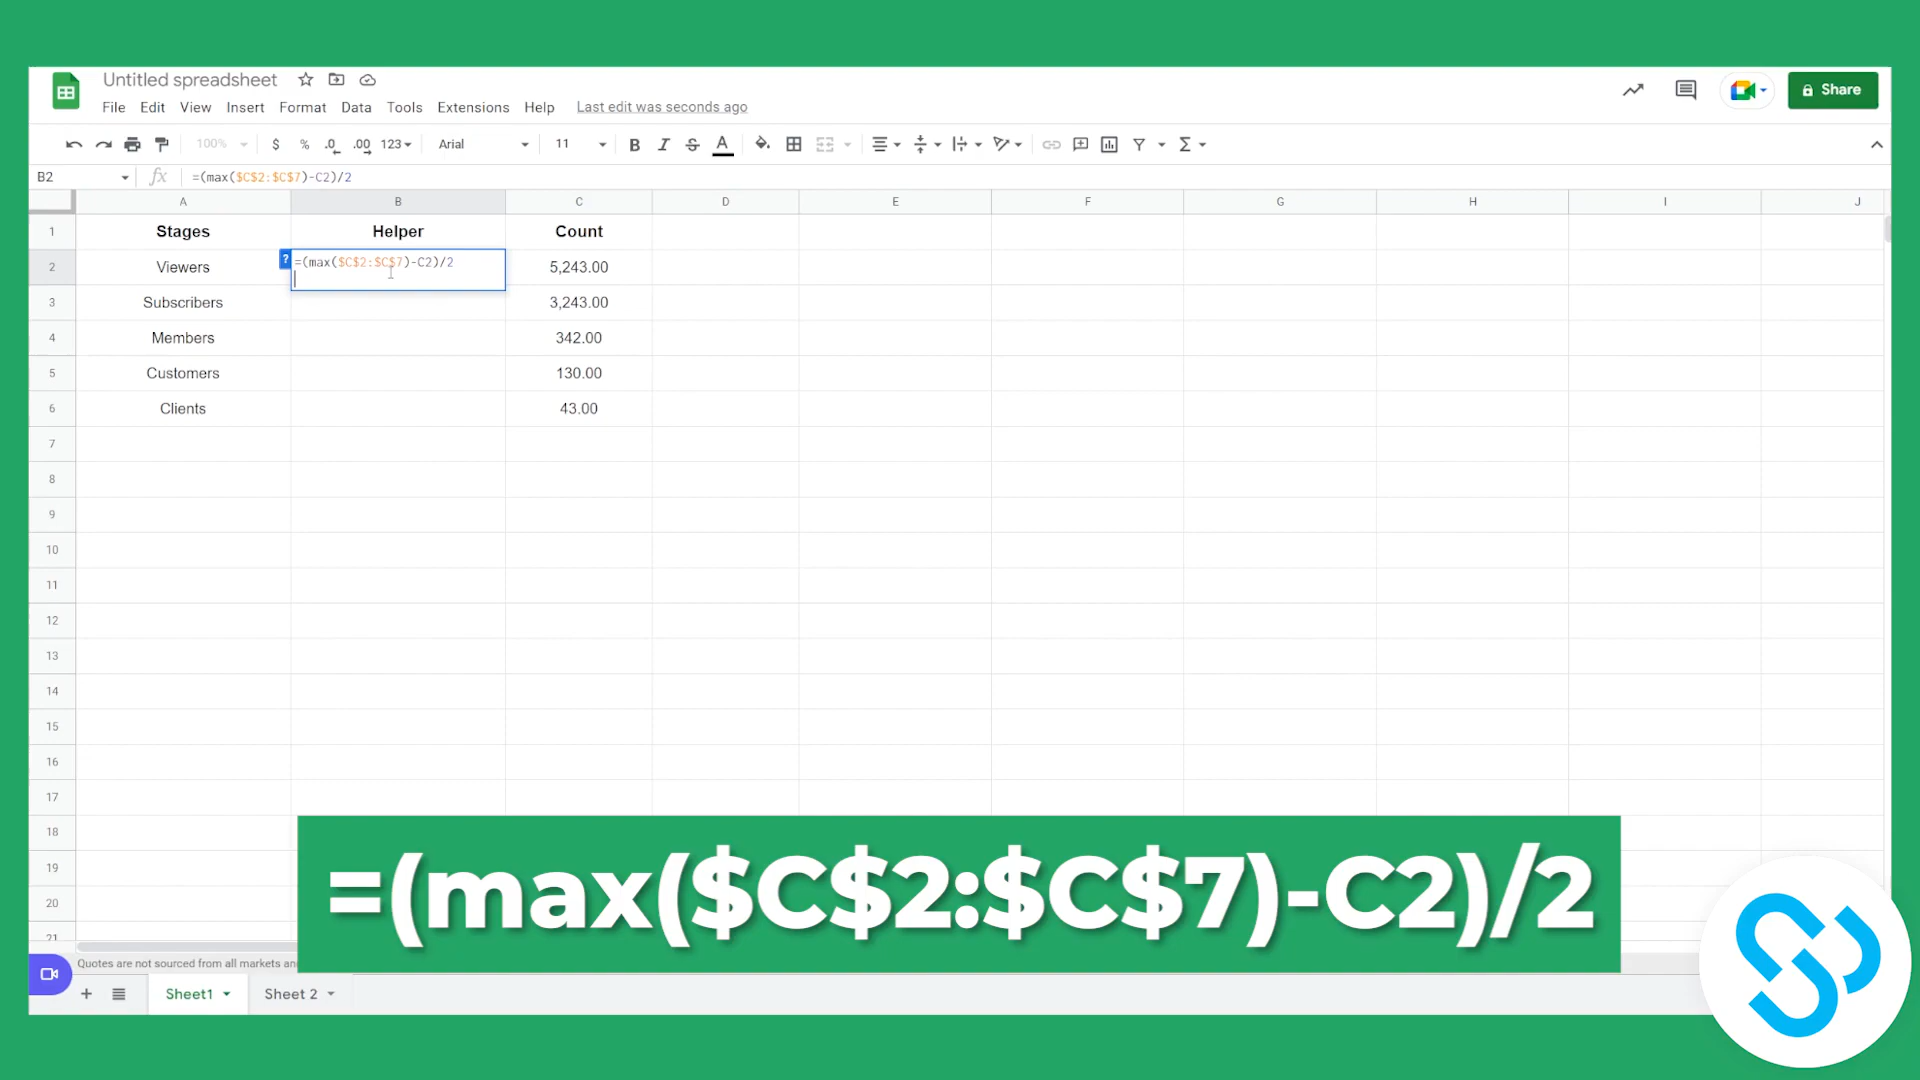 Untitled spreadsheet
File Edit View Insert Format Data Tools Extensions Help Last edit was seconds ago
Share
100% $ % .0 .00 123 Arial 11 B I S A Σ
B2 fx =(max($C$2:$C$7)-C2)/2
A B C D E F G H I J
1 Stages Helper Count
2 Viewers ? =(max($C$2:$C$7)-C2)/2 5,243.00
3 Subscribers 3,243.00
4 Members 342.00
5 Customers 130.00
6 Clients 43.00
7
8
9
10
11
12
13
14
15
16
17
18
19
20
21
=(max($C$2:$C$7)-C2)/2
Quotes are not sourced from all markets an
+ Sheet1 Sheet 2